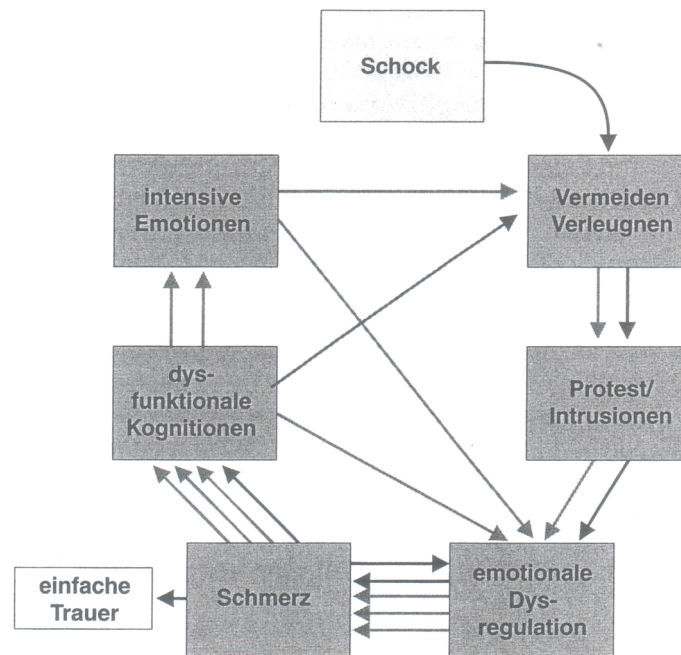 Schock
intensive
Emotionen
Vermeiden
Verleugnen
dys-
funktionale
Kognitionen
Protest/
Intrusionen
einfache
Trauer
Schmerz
emotionale
Dys-
regulation